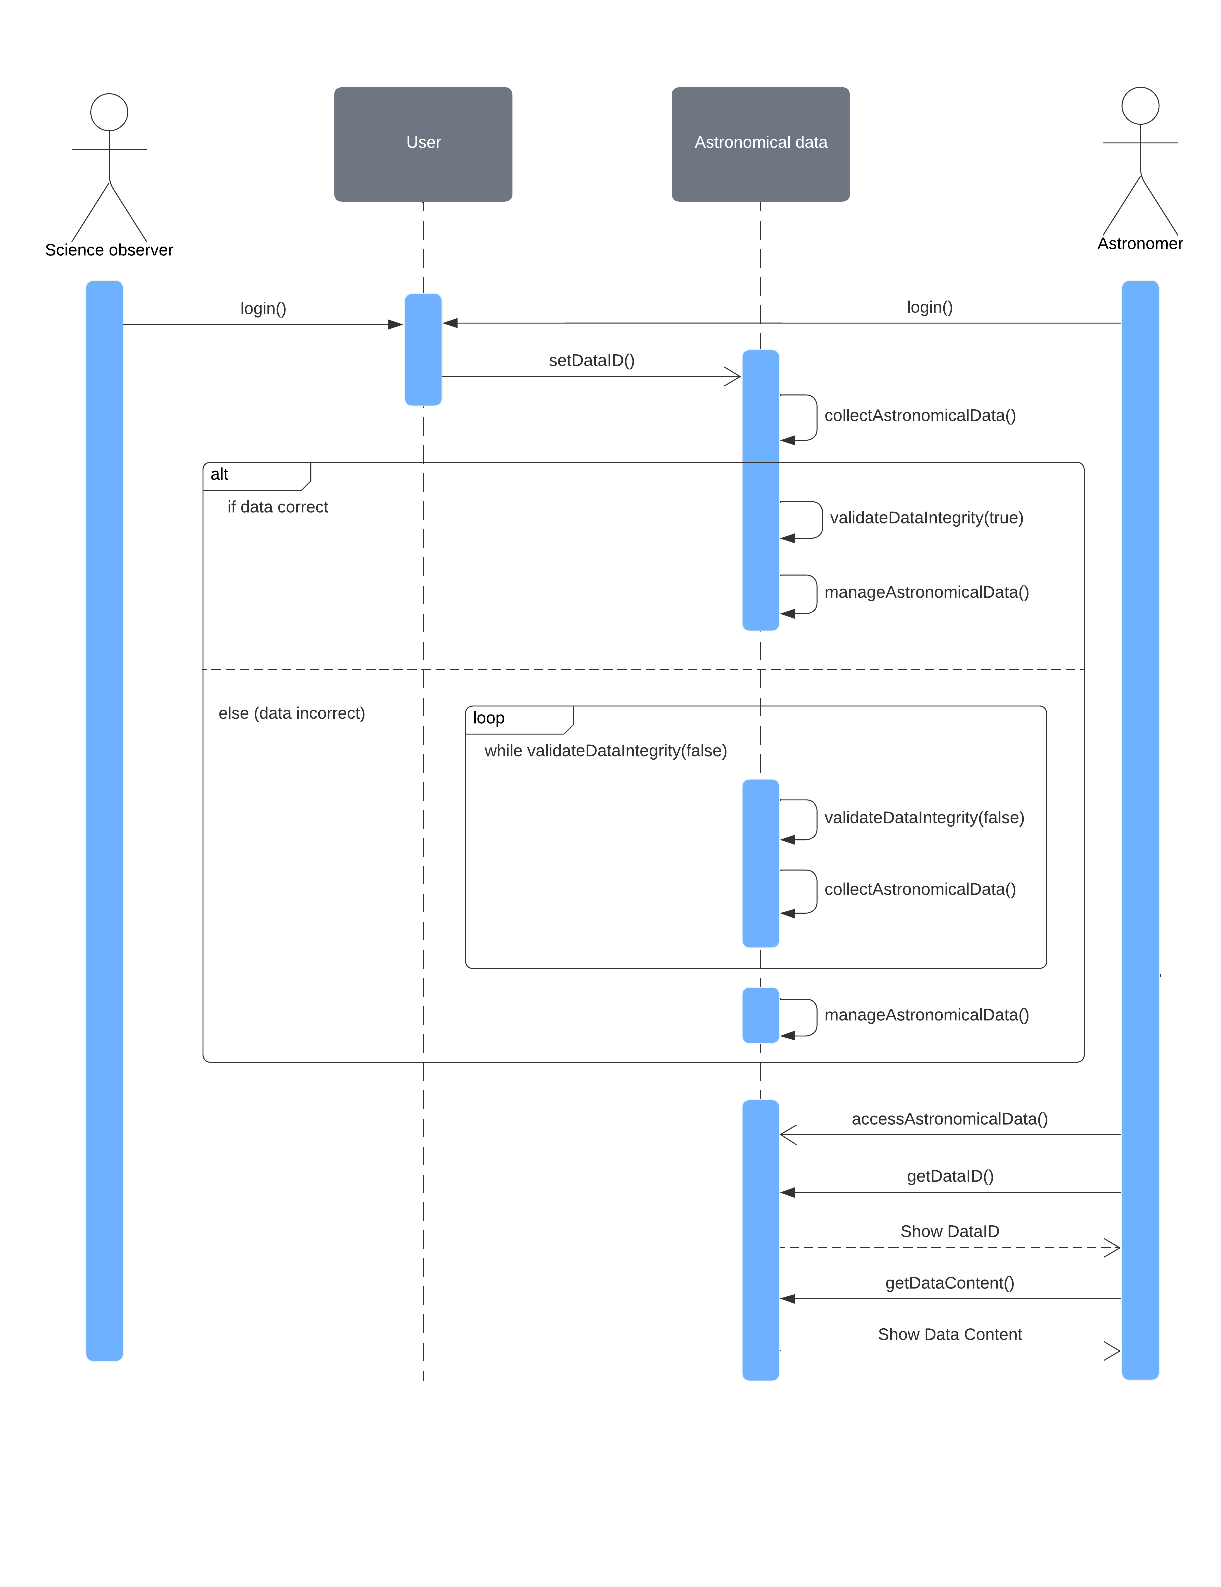 User
Astronomical data
Science observer
Astronomer
login()
login()
setDataID()
collectAstronomicalData()
alt
if data correct
validateDataIntegrity(true)
manageAstronomicalData()
else (data incorrect)
loop
while validateDataIntegrity(false)
validateDataIntegrity(false)
collectAstronomicalData()
manageAstronomicalData()
accessAstronomicalData()
getDataID()
Show DataID
getDataContent()
Show Data Content